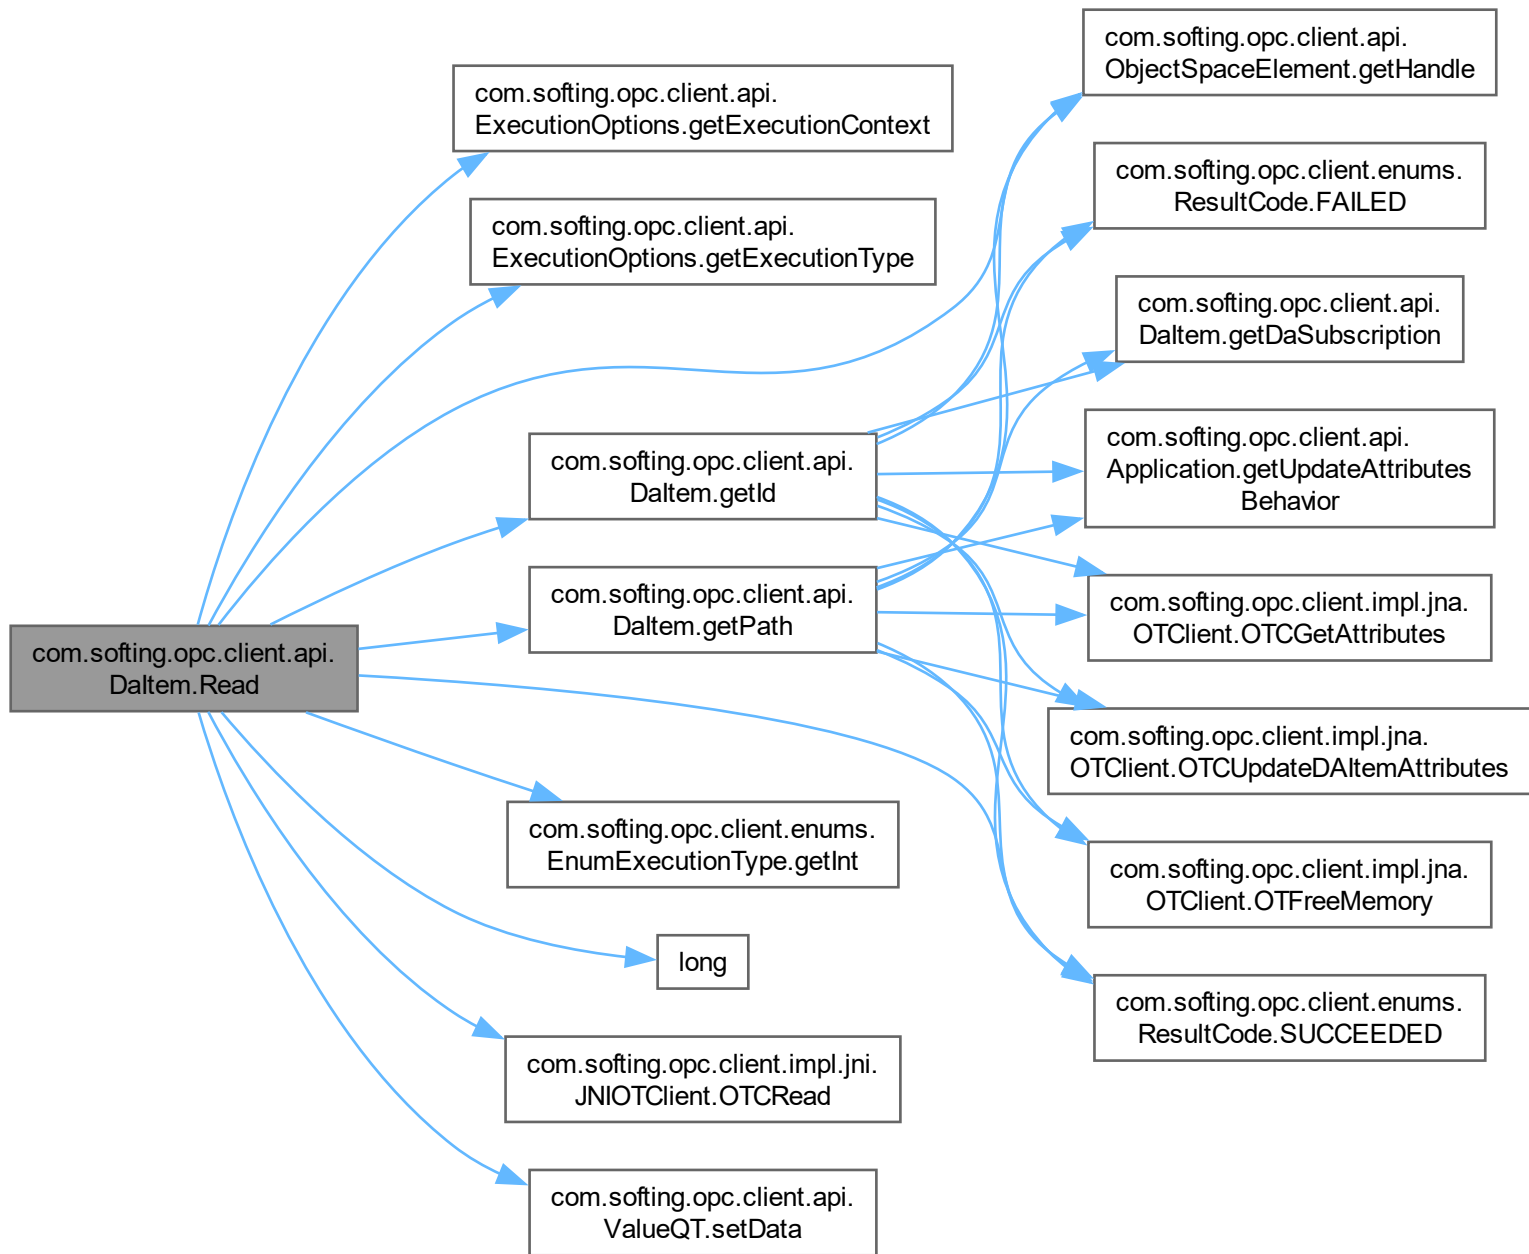 com.softing.opc.client.api.
DaItem.Read
com.softing.opc.client.api.
ExecutionOptions.getExecutionContext
com.softing.opc.client.api.
ExecutionOptions.getExecutionType
com.softing.opc.client.api.
DaItem.getId
com.softing.opc.client.api.
DaItem.getPath
com.softing.opc.client.enums.
EnumExecutionType.getInt
long
com.softing.opc.client.impl.jni.
JNIOTClient.OTCRead
com.softing.opc.client.api.
ValueQT.setData
com.softing.opc.client.api.
ObjectSpaceElement.getHandle
com.softing.opc.client.enums.
ResultCode.FAILED
com.softing.opc.client.api.
DaItem.getDaSubscription
com.softing.opc.client.api.
Application.getUpdateAttributes
Behavior
com.softing.opc.client.impl.jna.
OTClient.OTCGetAttributes
com.softing.opc.client.impl.jna.
OTClient.OTCUpdateDAItemAttributes
com.softing.opc.client.impl.jna.
OTClient.OTFreeMemory
com.softing.opc.client.enums.
ResultCode.SUCCEEDED